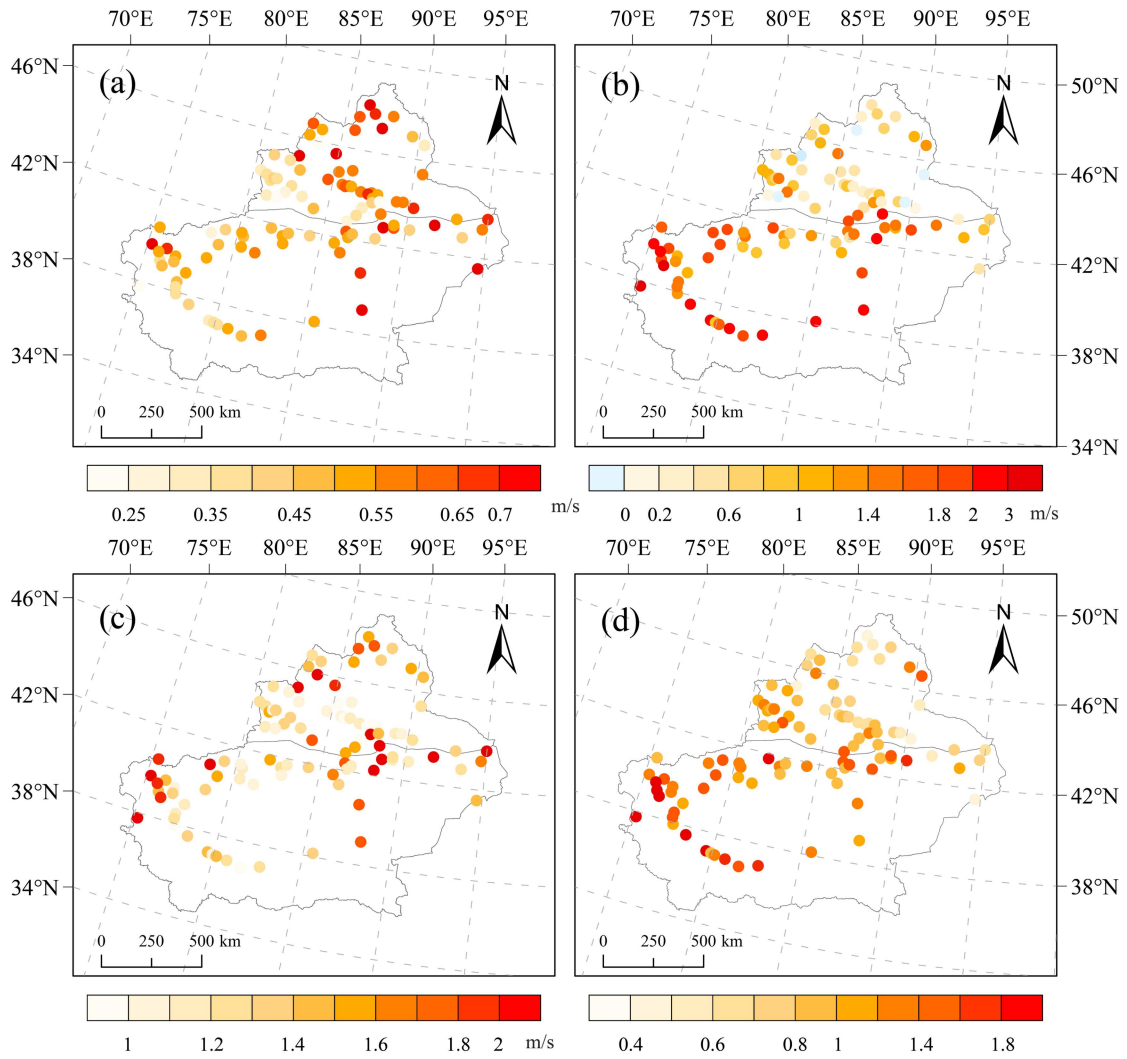 70°E 75°E 80°E 85°E 90°E 95°E
70°E 75°E 80°E 85°E 90°E 95°E
46°N
42°N
38°N
34°N
(a)
N
0 250 500 km
(b)
N
0 250 500 km
50°N
46°N
42°N
38°N
34°N
0.25 0.35 0.45 0.55 0.65 0.7 m/s
0 0.2 0.6 1 1.4 1.8 2 3 m/s
70°E 75°E 80°E 85°E 90°E 95°E
70°E 75°E 80°E 85°E 90°E 95°E
46°N
42°N
38°N
34°N
(c)
N
0 250 500 km
(d)
N
0 250 500 km
50°N
46°N
42°N
38°N
1 1.2 1.4 1.6 1.8 2 m/s
0.4 0.6 0.8 1 1.4 1.8